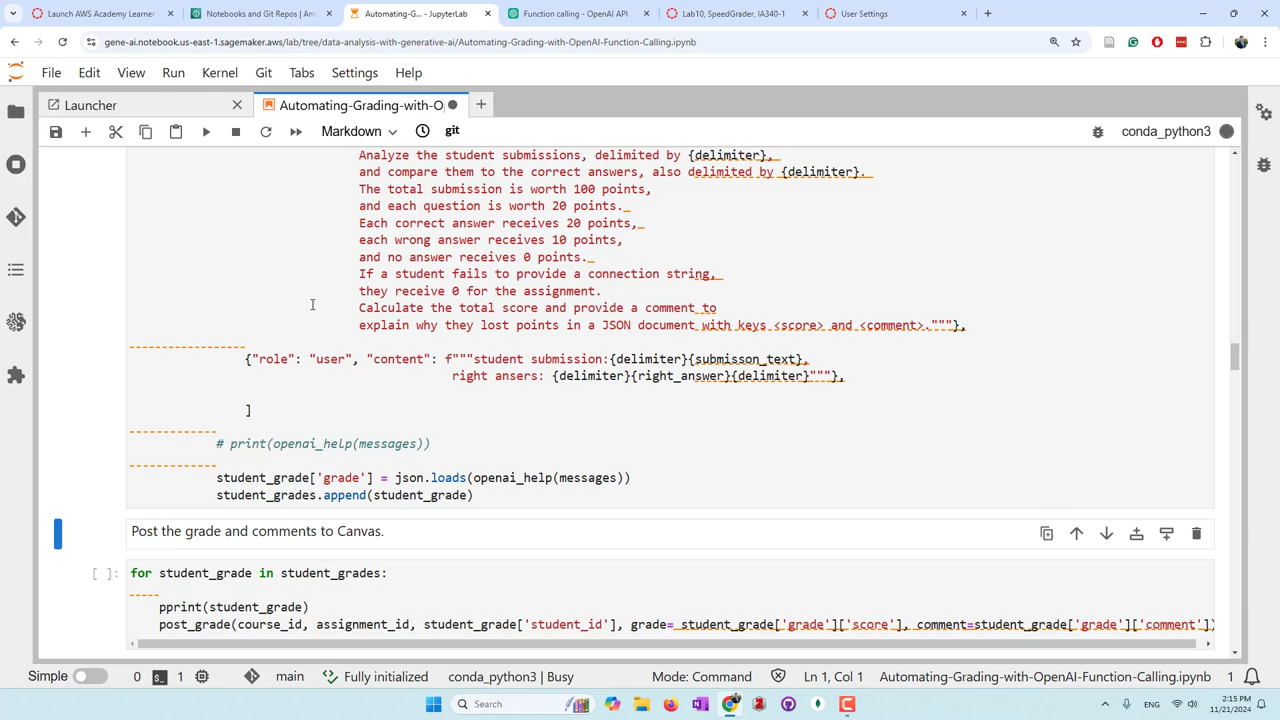 Launch AWS Academy Learner
Notebooks and Git Repos | Am
Automating-G... - JupyterLab
Function calling - OpenAI API
Lab10, SpeedGrader, IA340-1
User Settings
gene-ai.notebook.us-east-1.sagemaker.aws/lab/tree/data-analysis-with-generative-ai/Automating-Grading-with-OpenAI-Function-Calling.ipynb
File Edit View Run Kernel Git Tabs Settings Help
Launcher
Automating-Grading-with-O
Markdown
git
conda_python3
Analyze the student submissions, delimited by {delimiter},
and compare them to the correct answers, also delimited by {delimiter}.
The total submission is worth 100 points,
and each question is worth 20 points.
Each correct answer receives 20 points,
each wrong answer receives 10 points,
and no answer receives 0 points.
If a student fails to provide a connection string,
they receive 0 for the assignment.
Calculate the total score and provide a comment to
explain why they lost points in a JSON document with keys <score> and <comment>."""},
{"role": "user", "content": f"""student submission:{delimiter}{submisson_text},
right ansers: {delimiter}{right_answer}{delimiter}"""},
]
# print(openai_help(messages))
student_grade['grade'] = json.loads(openai_help(messages))
student_grades.append(student_grade)
Post the grade and comments to Canvas.
[ ]: for student_grade in student_grades:
pprint(student_grade)
post_grade(course_id, assignment_id, student_grade['student_id'], grade= student_grade['grade']['score'], comment=student_grade['grade']['comment'])
Simple 0 1 main Fully initialized conda_python3 | Busy Mode: Command Ln 1, Col 1 Automating-Grading-with-OpenAI-Function-Calling.ipynb 1
Search
ENG
2:15 PM
11/21/2024